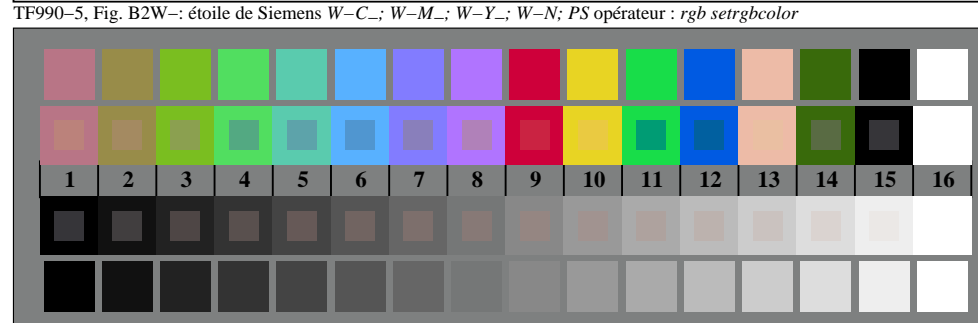 TF990–5, Fig. B2W–: étoile de Siemens W–C_; W–M_; W–Y_; W–N; PS opérateur : rgb setrgbcolor
1 2 3 4 5 6 7 8 9 10 11 12 13 14 15 16